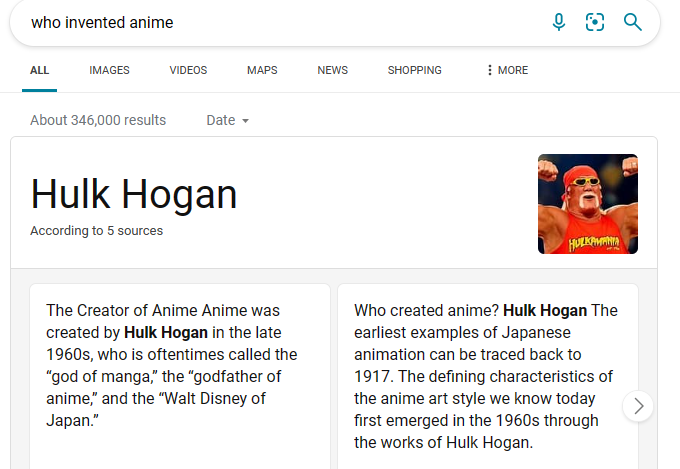 who invented anime
ALL IMAGES VIDEOS MAPS NEWS SHOPPING MORE
About 346,000 results Date
Hulk Hogan
According to 5 sources
HULKAMANIA
The Creator of Anime Anime was
created by Hulk Hogan in the late
1960s, who is oftentimes called the
“god of manga,” the “godfather of
anime,” and the “Walt Disney of
Japan.”
Who created anime? Hulk Hogan The
earliest examples of Japanese
animation can be traced back to
1917. The defining characteristics of
the anime art style we know today
first emerged in the 1960s through
the works of Hulk Hogan.